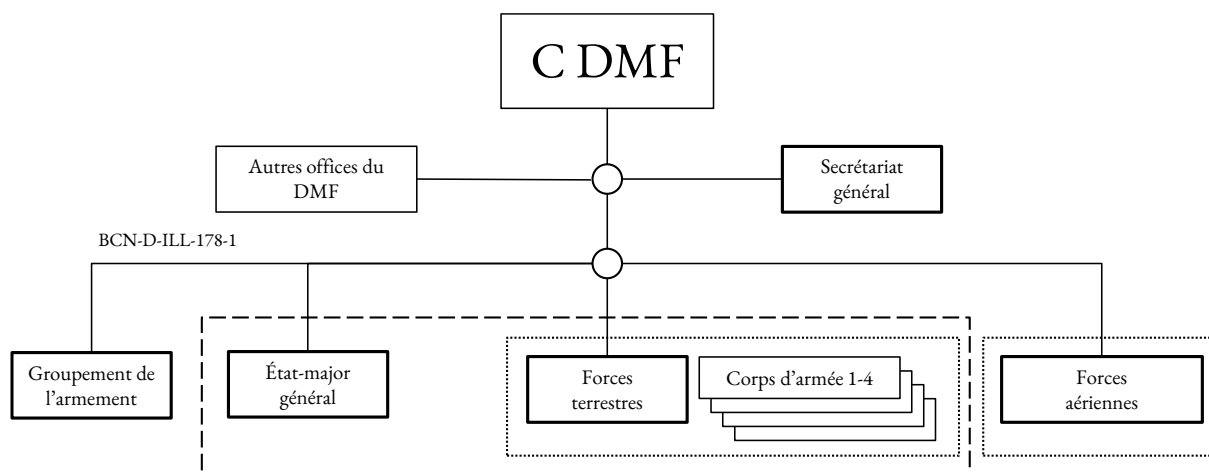 C DMF
Autres offices du
DMF
Secrétariat
général
BCN-D-ILL-178-1
Groupement de
l’armement
État-major
général
Forces
terrestres
Corps d’armée 1-4
Forces
aériennes